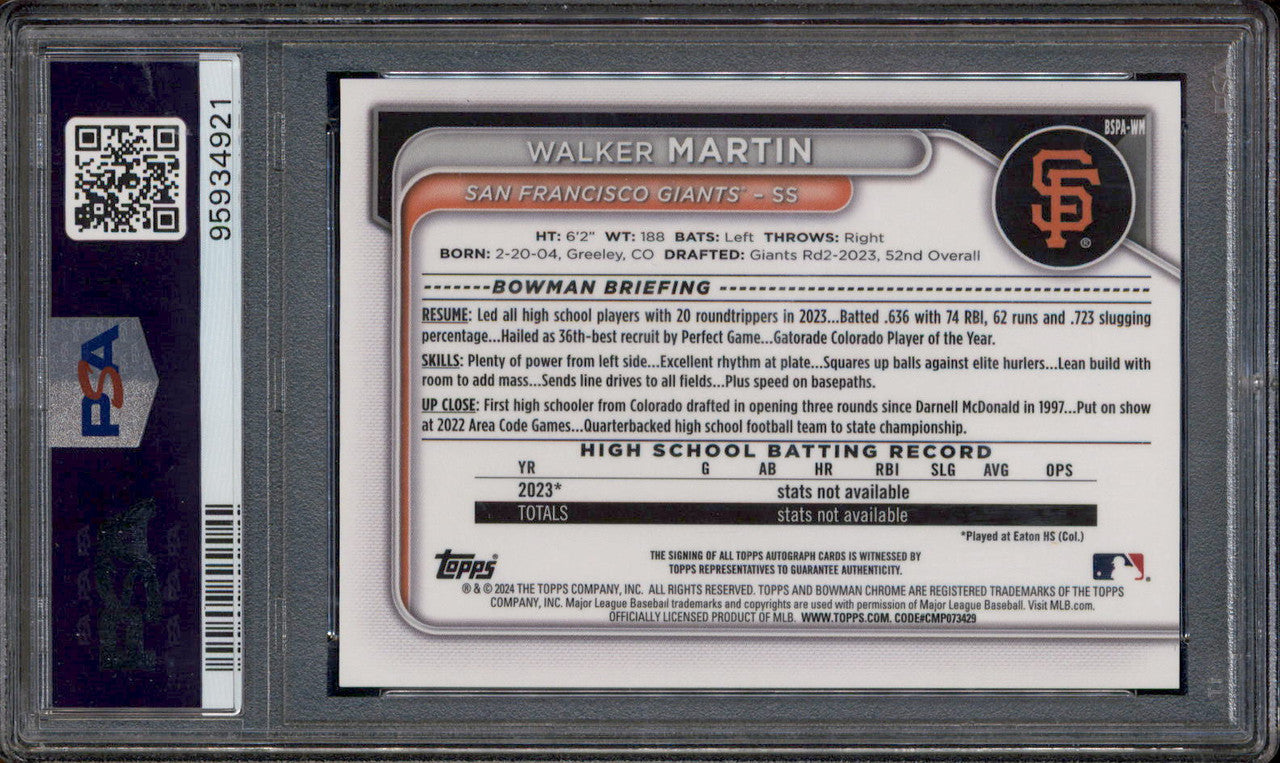 95934921
PSA
BSPA-WM
WALKER MARTIN
SAN FRANCISCO GIANTS™ – SS
SF
®
HT: 6'2" WT: 188 BATS: Left THROWS: Right
BORN: 2-20-04, Greeley, CO DRAFTED: Giants Rd2-2023, 52nd Overall
-------BOWMAN BRIEFING -------
RESUME: Led all high school players with 20 roundtrippers in 2023...Batted .636 with 74 RBI, 62 runs and .723 slugging
percentage...Hailed as 36th-best recruit by Perfect Game...Gatorade Colorado Player of the Year.
SKILLS: Plenty of power from left side...Excellent rhythm at plate...Squares up balls against elite hurlers...Lean build with
room to add mass...Sends line drives to all fields...Plus speed on basepaths.
UP CLOSE: First high schooler from Colorado drafted in opening three rounds since Darnell McDonald in 1997...Put on show
at 2022 Area Code Games...Quarterbacked high school football team to state championship.
HIGH SCHOOL BATTING RECORD
YR G AB HR RBI SLG AVG OPS
2023* stats not available
TOTALS stats not available
*Played at Eaton HS (Col.)
Topps®
THE SIGNING OF ALL TOPPS AUTOGRAPH CARDS IS WITNESSED BY
TOPPS REPRESENTATIVES TO GUARANTEE AUTHENTICITY.
® & © 2024 THE TOPPS COMPANY, INC. ALL RIGHTS RESERVED. TOPPS AND BOWMAN CHROME ARE REGISTERED TRADEMARKS OF THE TOPPS
COMPANY, INC. Major League Baseball trademarks and copyrights are used with permission of Major League Baseball. Visit MLB.com.
OFFICIALLY LICENSED PRODUCT OF MLB. WWW.TOPPS.COM. CODE#CMP073429